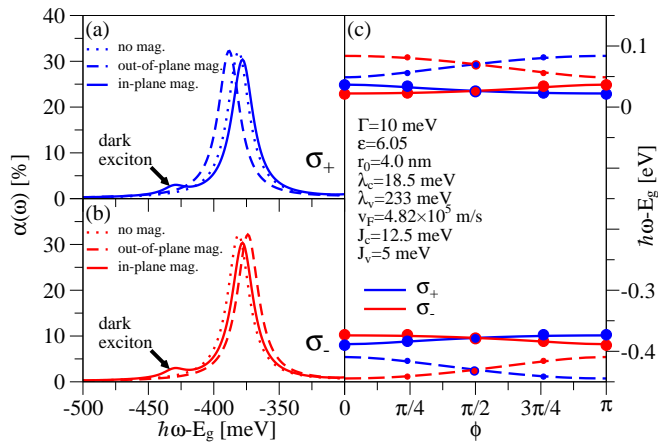 (a)
no mag.
out-of-plane mag.
in-plane mag.
dark
exciton
σ+
40
30
20
10
0
α(ω) [%]
(b)
no mag.
out-of-plane mag.
in-plane mag.
dark
exciton
σ-
30
20
10
0
-500 -450 -400 -350
ħω-Eg [meV]
(c)
Γ=10 meV
ε=6.05
r0=4.0 nm
λc=18.5 meV
λv=233 meV
vF=4.82×10^5 m/s
Jc=12.5 meV
Jv=5 meV
σ+
σ-
0.1
0
-0.3
-0.4
ħω-Eg [eV]
0 π/4 π/2 3π/4 π
ϕ